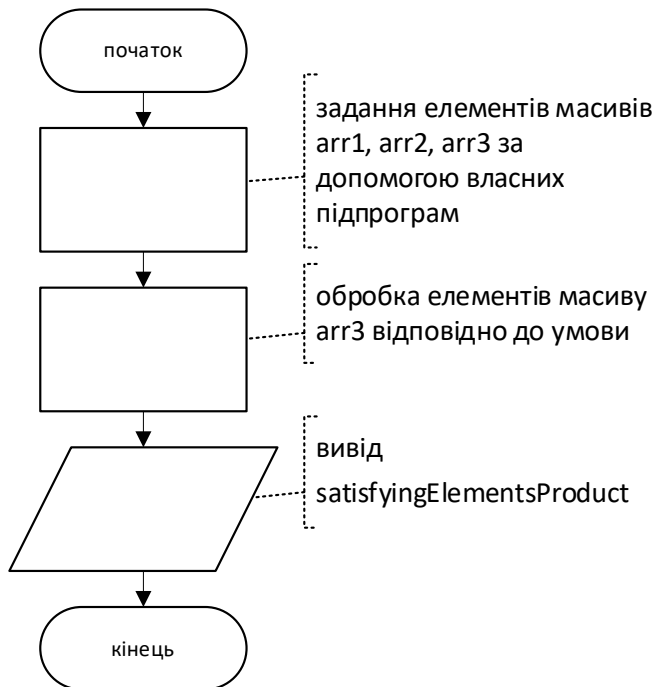 початок
задання елементів масивів
arr1, arr2, arr3 за
допомогою власних
підпрограм
обробка елементів масиву
arr3 відповідно до умови
вивід
satisfyingElementsProduct
кінець